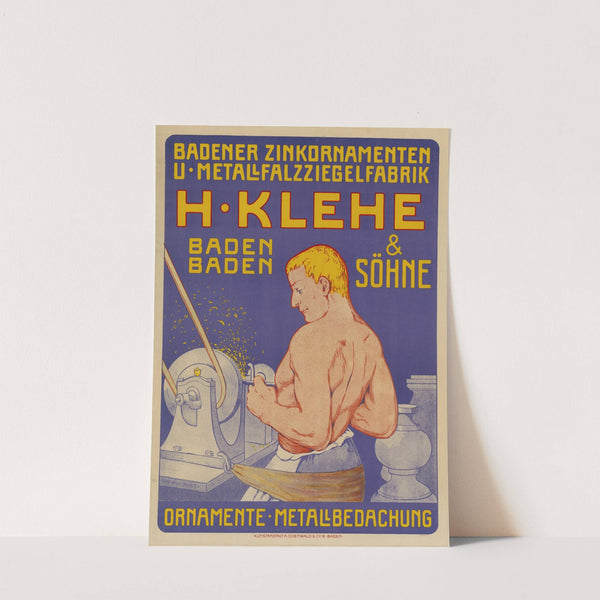 BADENER ZINKORNAMENTEN
U·METALLFALZZIEGELFABRIK
H·KLEHE
BADEN
BADEN
&
SÖHNE
ORNAMENTE·METALLBEDACHUNG